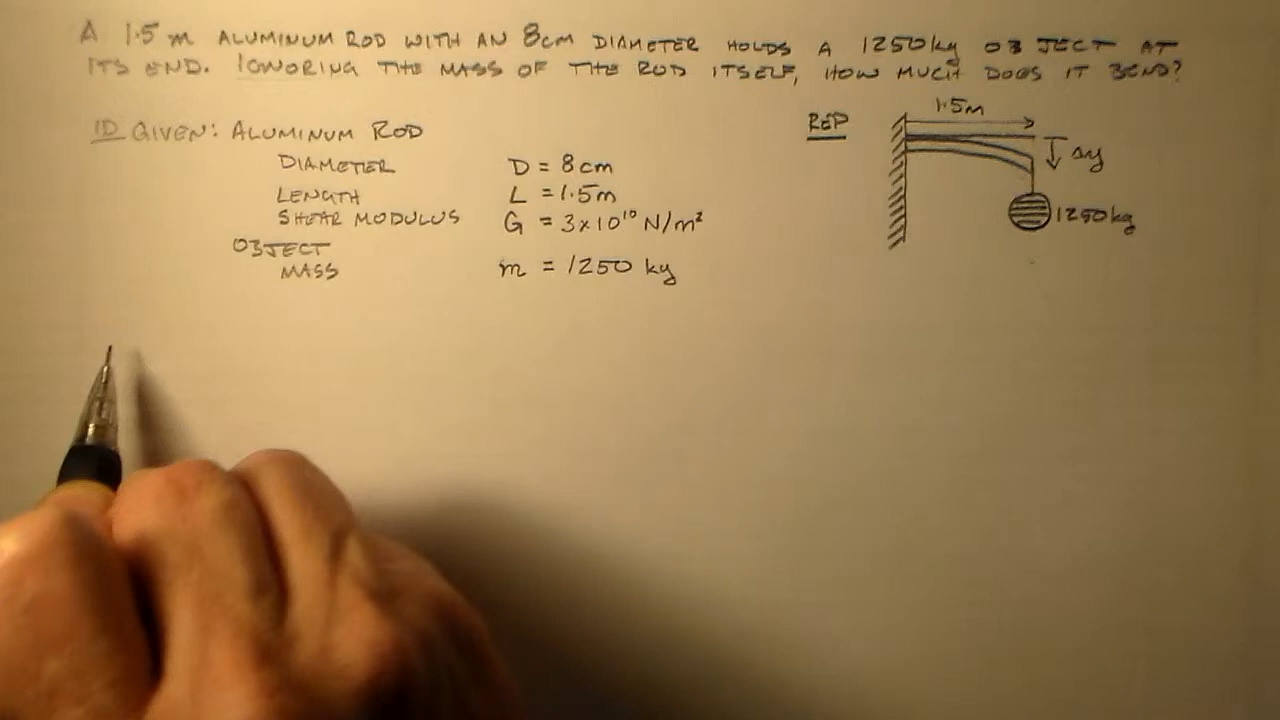 A 1.5 m ALUMINUM ROD WITH AN 8cm DIAMETER HOLDS A 1250kg OBJECT AT
ITS END. IGNORING THE MASS OF THE ROD ITSELF, HOW MUCH DOES IT BEND?
ID GIVEN: ALUMINUM ROD
DIAMETER D = 8cm
LENGTH L = 1.5m
SHEAR MODULUS G = 3x10¹⁰ N/m²
OBJECT
MASS m = 1250 kg
REP
1.5m
Δy
1250kg